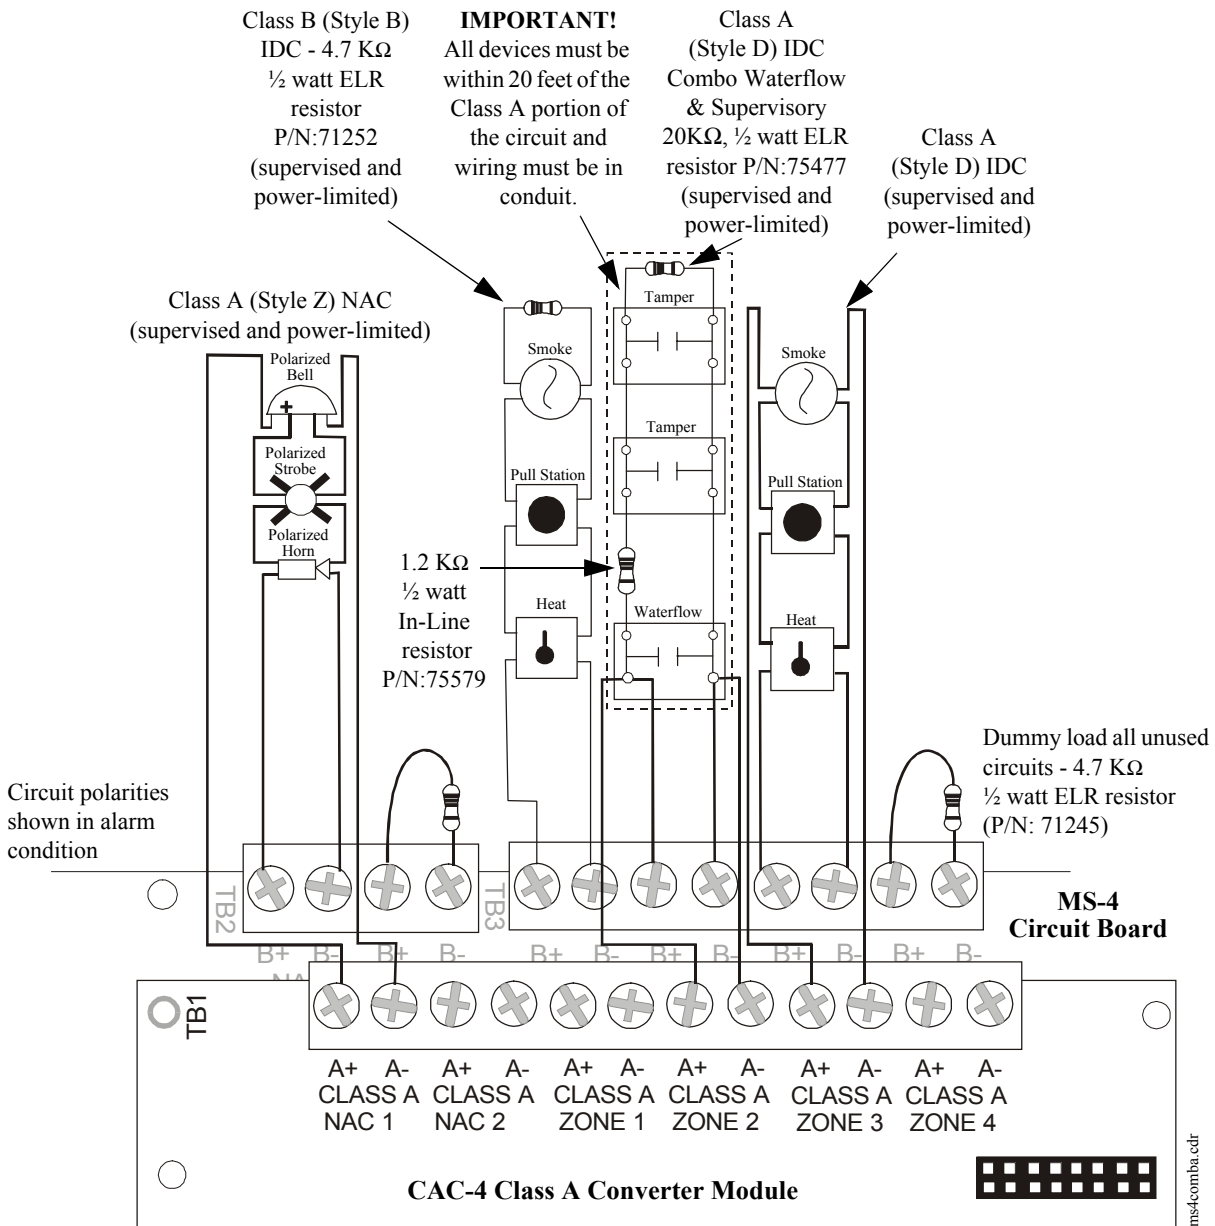 Class B (Style B)
IDC - 4.7 KΩ
½ watt ELR
resistor
P/N:71252
(supervised and
power-limited)
IMPORTANT!
All devices must be
within 20 feet of the
Class A portion of
the circuit and
wiring must be in
conduit.
Class A
(Style D) IDC
Combo Waterflow
& Supervisory
20KΩ, ½ watt ELR
resistor P/N:75477
(supervised and
power-limited)
Class A
(Style D) IDC
(supervised and
power-limited)
Class A (Style Z) NAC
(supervised and power-limited)
Polarized
Bell
+
Polarized
Strobe
Polarized
Horn
Smoke
Pull Station
Heat
Tamper
Tamper
Waterflow
Smoke
Pull Station
Heat
1.2 KΩ
½ watt
In-Line
resistor
P/N:75579
Dummy load all unused
circuits - 4.7 KΩ
½ watt ELR resistor
(P/N: 71245)
Circuit polarities
shown in alarm
condition
TB2
TB3
MS-4
Circuit Board
B+ B- B+ B- B+ B- B+ B- B+ B- B+ B-
TB1
A+ A- A+ A- A+ A- A+ A- A+ A- A+ A-
CLASS A CLASS A CLASS A CLASS A CLASS A CLASS A
NAC 1 NAC 2 ZONE 1 ZONE 2 ZONE 3 ZONE 4
CAC-4 Class A Converter Module
ms4comba.cdr